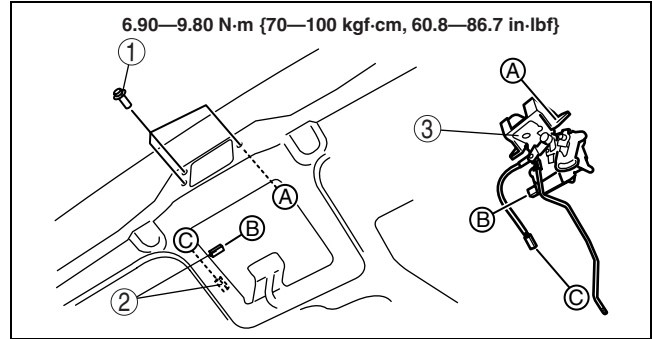 6.90—9.80 N·m {70—100 kgf·cm, 60.8—86.7 in·lbf}
1
A
3
A
C
B
B
2
C